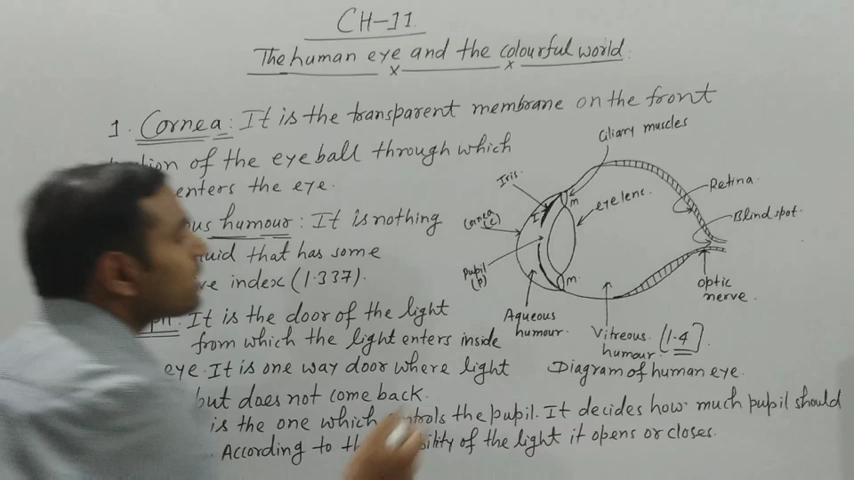 CH-11
The human eye and the colourful world
1. Cornea: It is the transparent membrane on the front
of the eye ball through which
enters the eye.
humour: It is nothing
that has some
index (1.337).
It is the door of the light
from which the light enters inside
eye. It is one way door where light
but does not come back.
is the one which controls the pupil. It decides how much pupil should
According to of the light it opens or closes.
ciliary muscles
Iris
m
eye lens.
Retina
I
Cornea (c)
Blind spot.
Pupil (P)
m
optic nerve.
Aqueous humour.
Vitreous humour. (1.4]
Diagram of human eye.